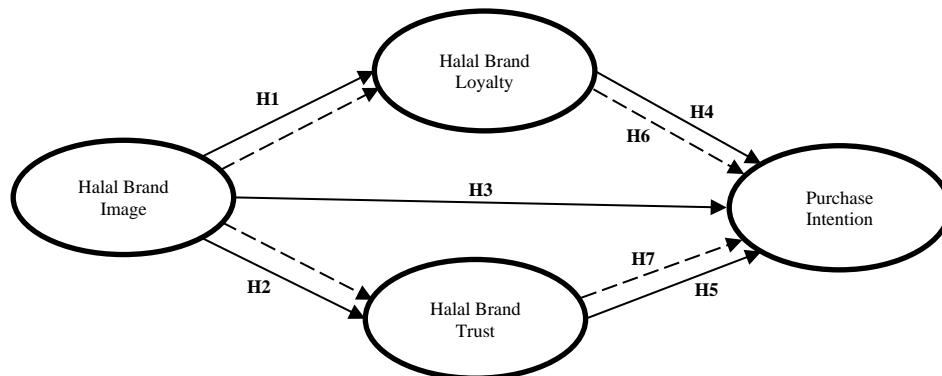 Halal Brand
Loyalty
H1
H4
H6
Halal Brand
Image
H3
Purchase
Intention
H2
H7
H5
Halal Brand
Trust